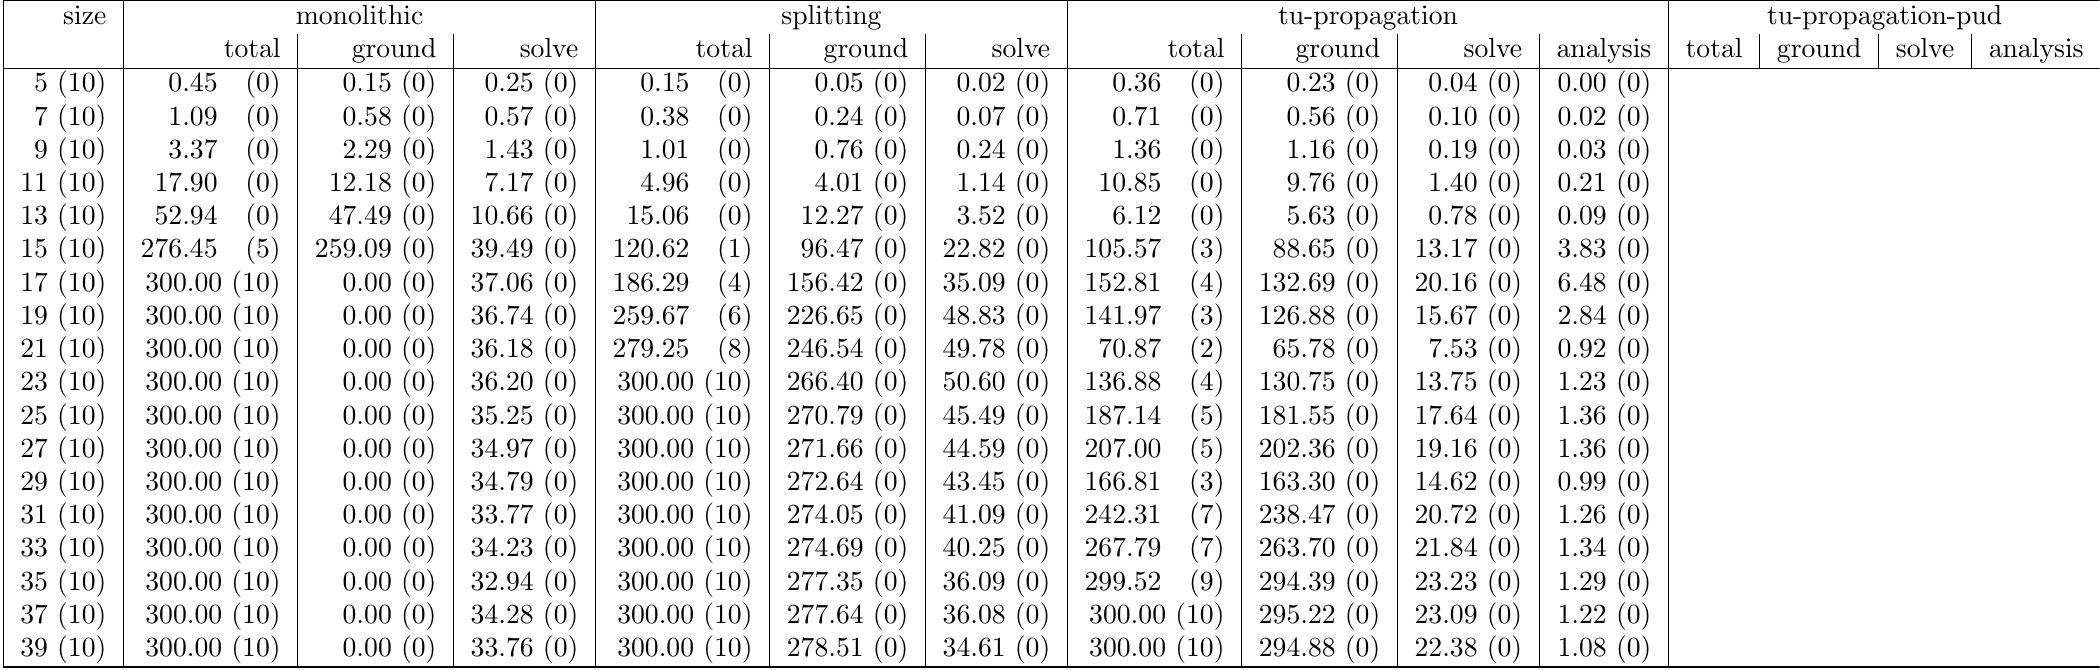 size monolithic splitting tu-propagation tu-propagation-pud
total ground solve total ground solve total ground solve analysis total ground solve analysis
5 (10) 0.45 (0) 0.15 (0) 0.25 (0) 0.15 (0) 0.05 (0) 0.02 (0) 0.36 (0) 0.23 (0) 0.04 (0) 0.00 (0)
7 (10) 1.09 (0) 0.58 (0) 0.57 (0) 0.38 (0) 0.24 (0) 0.07 (0) 0.71 (0) 0.56 (0) 0.10 (0) 0.02 (0)
9 (10) 3.37 (0) 2.29 (0) 1.43 (0) 1.01 (0) 0.76 (0) 0.24 (0) 1.36 (0) 1.16 (0) 0.19 (0) 0.03 (0)
11 (10) 17.90 (0) 12.18 (0) 7.17 (0) 4.96 (0) 4.01 (0) 1.14 (0) 10.85 (0) 9.76 (0) 1.40 (0) 0.21 (0)
13 (10) 52.94 (0) 47.49 (0) 10.66 (0) 15.06 (0) 12.27 (0) 3.52 (0) 6.12 (0) 5.63 (0) 0.78 (0) 0.09 (0)
15 (10) 276.45 (5) 259.09 (0) 39.49 (0) 120.62 (1) 96.47 (0) 22.82 (0) 105.57 (3) 88.65 (0) 13.17 (0) 3.83 (0)
17 (10) 300.00 (10) 0.00 (0) 37.06 (0) 186.29 (4) 156.42 (0) 35.09 (0) 152.81 (4) 132.69 (0) 20.16 (0) 6.48 (0)
19 (10) 300.00 (10) 0.00 (0) 36.74 (0) 259.67 (6) 226.65 (0) 48.83 (0) 141.97 (3) 126.88 (0) 15.67 (0) 2.84 (0)
21 (10) 300.00 (10) 0.00 (0) 36.18 (0) 279.25 (8) 246.54 (0) 49.78 (0) 70.87 (2) 65.78 (0) 7.53 (0) 0.92 (0)
23 (10) 300.00 (10) 0.00 (0) 36.20 (0) 300.00 (10) 266.40 (0) 50.60 (0) 136.88 (4) 130.75 (0) 13.75 (0) 1.23 (0)
25 (10) 300.00 (10) 0.00 (0) 35.25 (0) 300.00 (10) 270.79 (0) 45.49 (0) 187.14 (5) 181.55 (0) 17.64 (0) 1.36 (0)
27 (10) 300.00 (10) 0.00 (0) 34.97 (0) 300.00 (10) 271.66 (0) 44.59 (0) 207.00 (5) 202.36 (0) 19.16 (0) 1.36 (0)
29 (10) 300.00 (10) 0.00 (0) 34.79 (0) 300.00 (10) 272.64 (0) 43.45 (0) 166.81 (3) 163.30 (0) 14.62 (0) 0.99 (0)
31 (10) 300.00 (10) 0.00 (0) 33.77 (0) 300.00 (10) 274.05 (0) 41.09 (0) 242.31 (7) 238.47 (0) 20.72 (0) 1.26 (0)
33 (10) 300.00 (10) 0.00 (0) 34.23 (0) 300.00 (10) 274.69 (0) 40.25 (0) 267.79 (7) 263.70 (0) 21.84 (0) 1.34 (0)
35 (10) 300.00 (10) 0.00 (0) 32.94 (0) 300.00 (10) 277.35 (0) 36.09 (0) 299.52 (9) 294.39 (0) 23.23 (0) 1.29 (0)
37 (10) 300.00 (10) 0.00 (0) 34.28 (0) 300.00 (10) 277.64 (0) 36.08 (0) 300.00 (10) 295.22 (0) 23.09 (0) 1.22 (0)
39 (10) 300.00 (10) 0.00 (0) 33.76 (0) 300.00 (10) 278.51 (0) 34.61 (0) 300.00 (10) 294.88 (0) 22.38 (0) 1.08 (0)